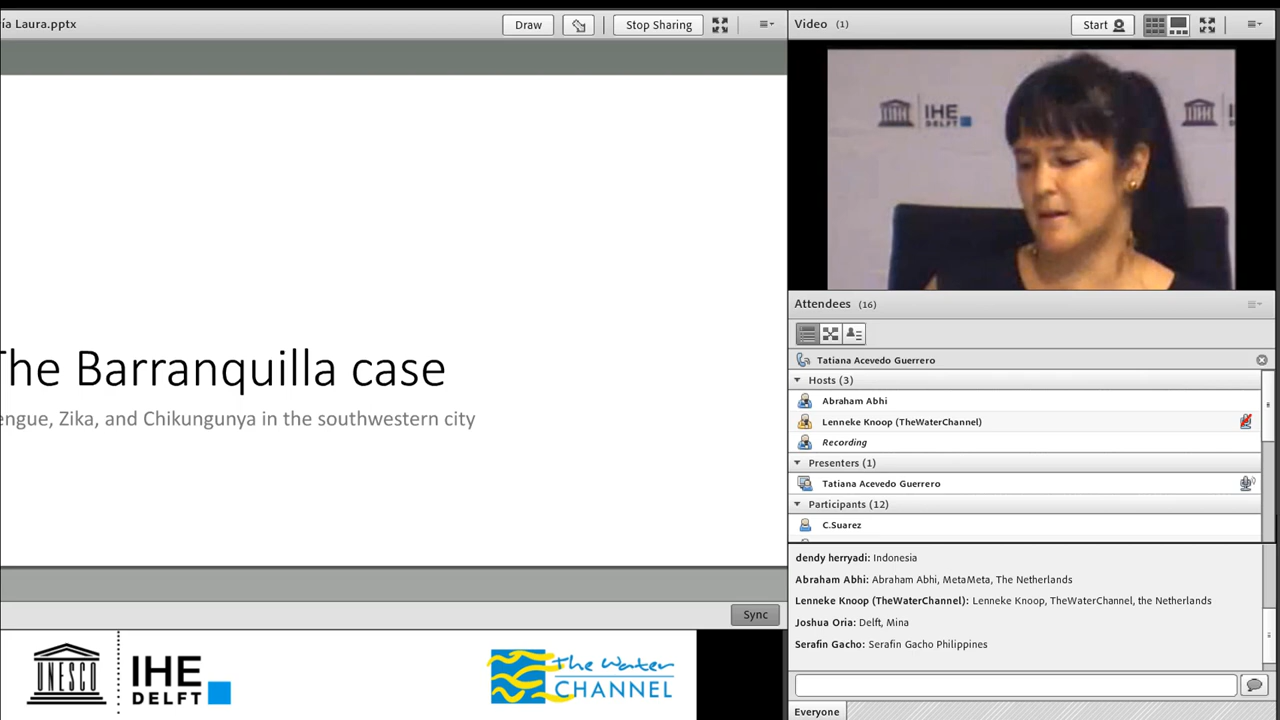 ía Laura.pptx
Draw
Stop Sharing
The Barranquilla case
engue, Zika, and Chikungunya in the southwestern city
Sync
UNESCO
IHE
DELFT
The Water
CHANNEL
Video (1)
Start
IHE
DELFT
Attendees (16)
Tatiana Acevedo Guerrero
Hosts (3)
Abraham Abhi
Lenneke Knoop (TheWaterChannel)
Recording
Presenters (1)
Tatiana Acevedo Guerrero
Participants (12)
C.Suarez
dendy herryadi: Indonesia
Abraham Abhi: Abraham Abhi, MetaMeta, The Netherlands
Lenneke Knoop (TheWaterChannel): Lenneke Knoop, TheWaterChannel, the Netherlands
Joshua Oria: Delft, Mina
Serafin Gacho: Serafin Gacho Philippines
Everyone